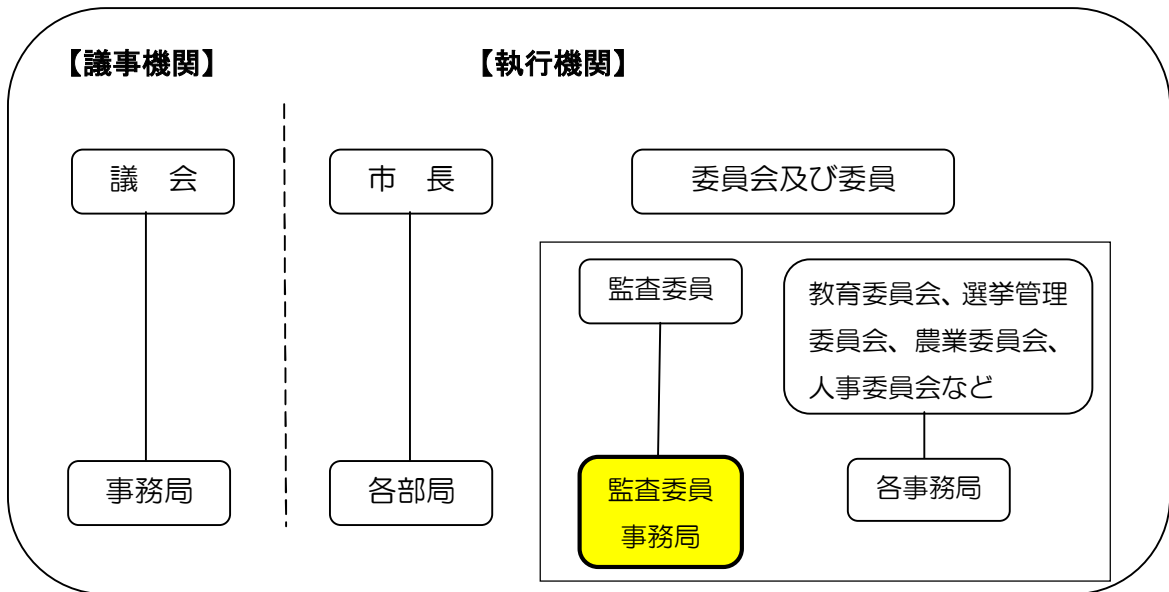 【議事機関】
【執行機関】
議　会
市　長
委員会及び委員
監査委員
教育委員会、選挙管理
委員会、農業委員会、
人事委員会など
事務局
各部局
監査委員
事務局
各事務局